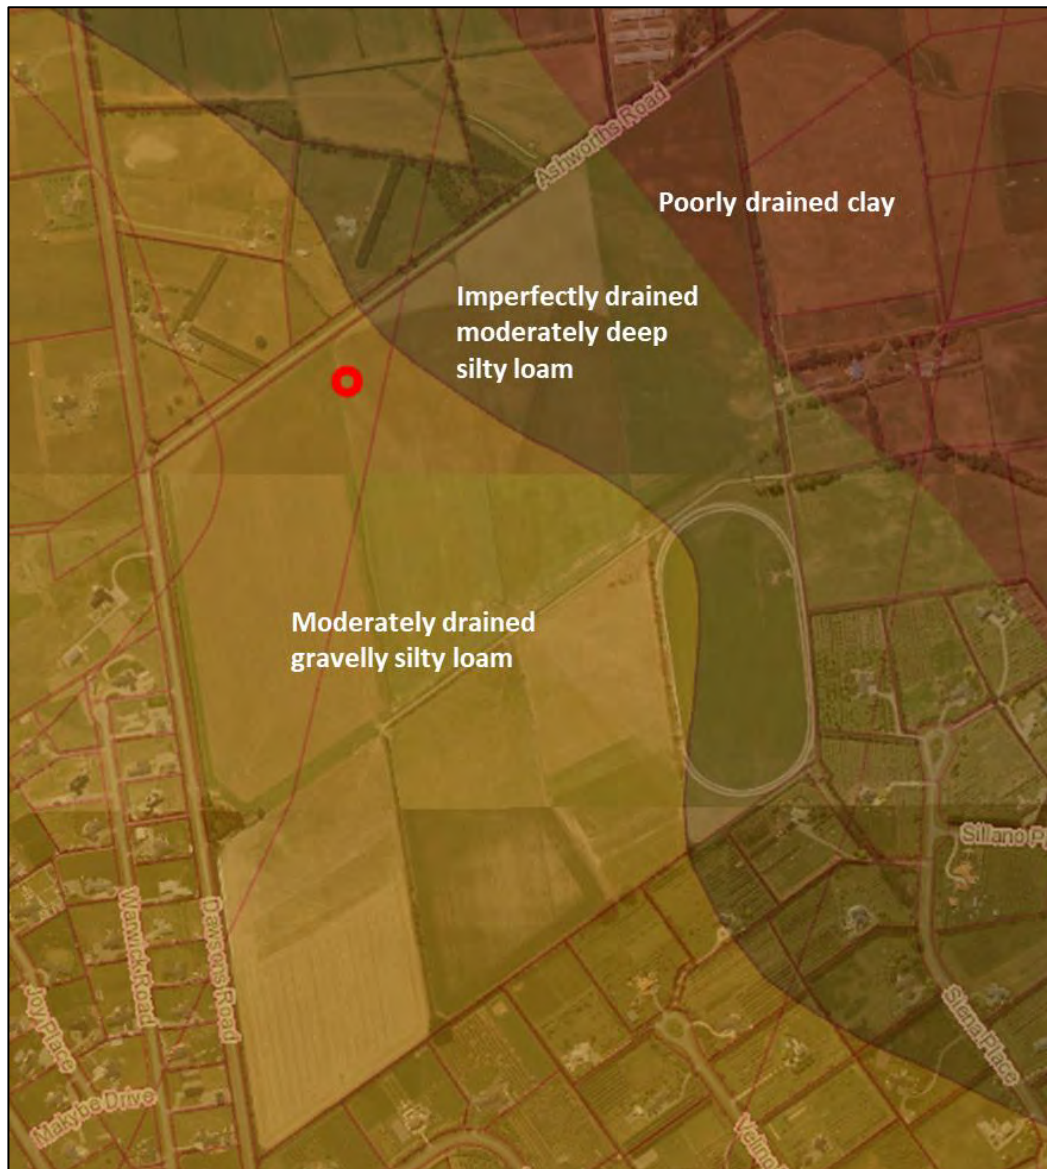 Ashworths Road
Poorly drained clay
Imperfectly drained
moderately deep
silty loam
Moderately drained
gravelly silty loam
Sillano
Warwick Road
Dawsons Road
Joy Place
Makybe Drive
Siena Place